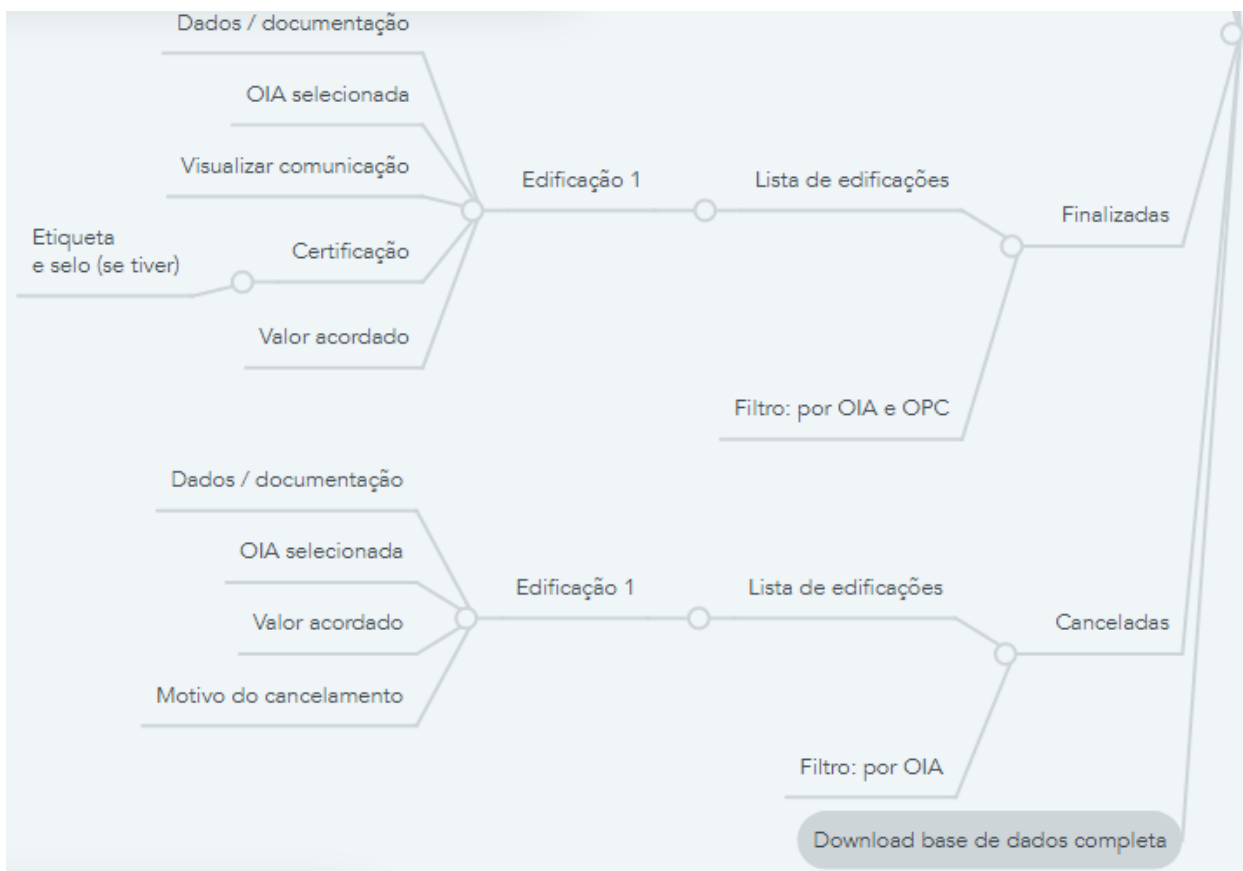 Dados / documentação
OIA selecionada
Visualizar comunicação
Edificação 1
Lista de edificações
Finalizadas
Etiqueta
e selo (se tiver)
Certificação
Valor acordado
Filtro: por OIA e OPC
Dados / documentação
OIA selecionada
Edificação 1
Lista de edificações
Canceladas
Valor acordado
Motivo do cancelamento
Filtro: por OIA
Download base de dados completa